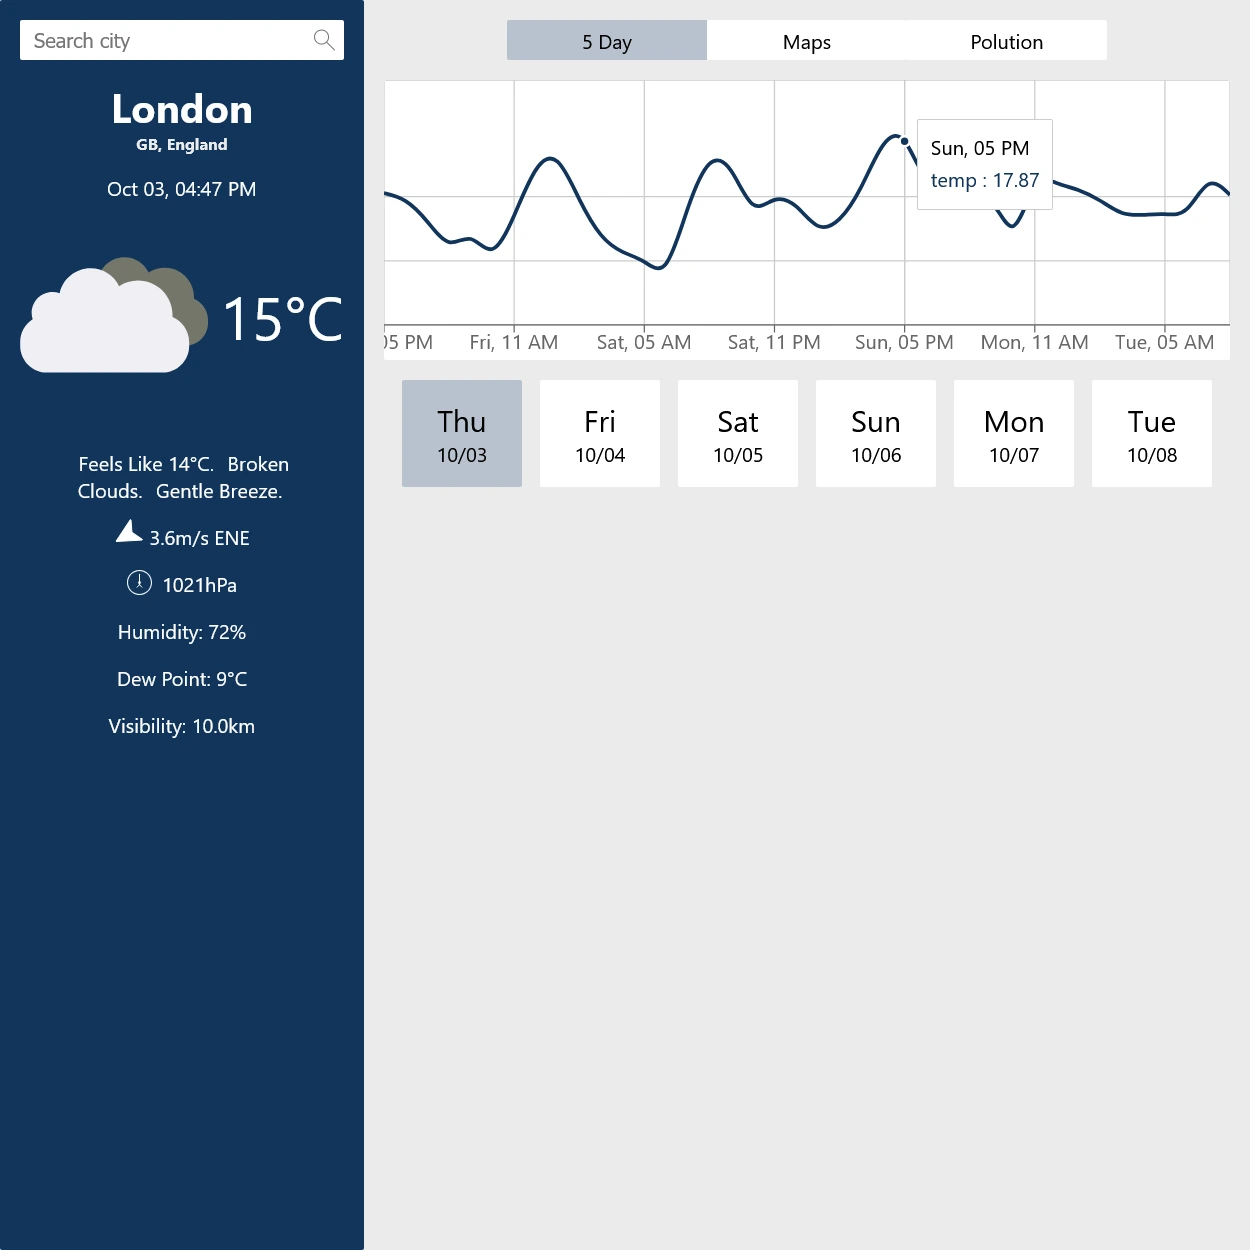 Search city
London
GB, England
Oct 03, 04:47 PM
15°C
Feels Like 14°C. Broken
Clouds. Gentle Breeze.
3.6m/s ENE
1021hPa
Humidity: 72%
Dew Point: 9°C
Visibility: 10.0km
5 Day Maps Polution
Sun, 05 PM
temp : 17.87
05 PM Fri, 11 AM Sat, 05 AM Sat, 11 PM Sun, 05 PM Mon, 11 AM Tue, 05 AM
Thu Fri Sat Sun Mon Tue
10/03 10/04 10/05 10/06 10/07 10/08